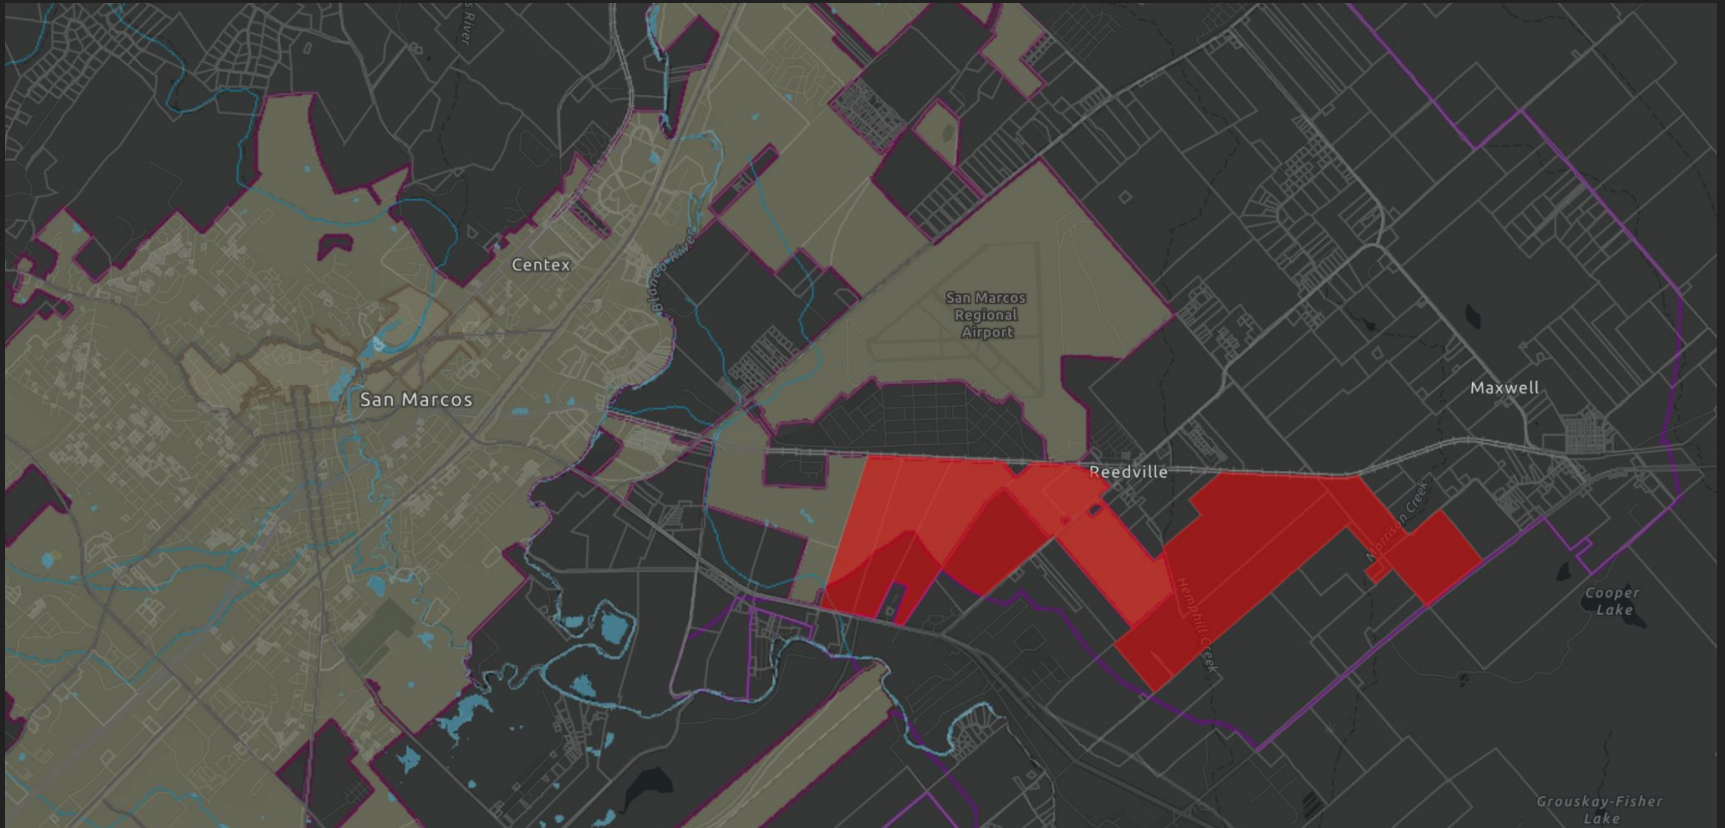 s River
Centex
Blanco River
San Marcos
Regional
Airport
San Marcos
Maxwell
Reedville
Morrison Creek
Hemphill Creek
Cooper
Lake
Grouskay-Fisher
Lake